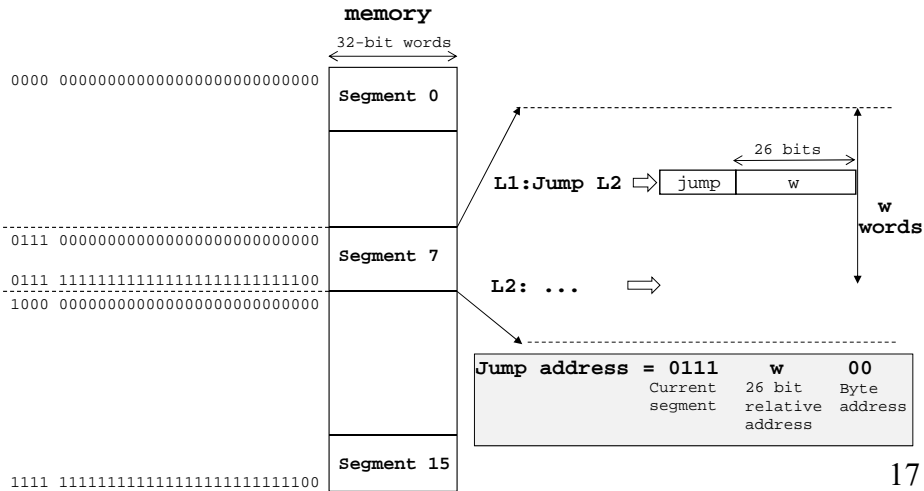 memory
32-bit words
0000 0000000000000000000000000000
Segment 0
26 bits
L1:Jump L2
jump
w
w
words
0111 0000000000000000000000000000
Segment 7
0111 1111111111111111111111111100
L2: ...
1000 0000000000000000000000000000
Jump address = 0111 w 00
Current 26 bit Byte
segment relative address
address
Segment 15
1111 1111111111111111111111111100
17